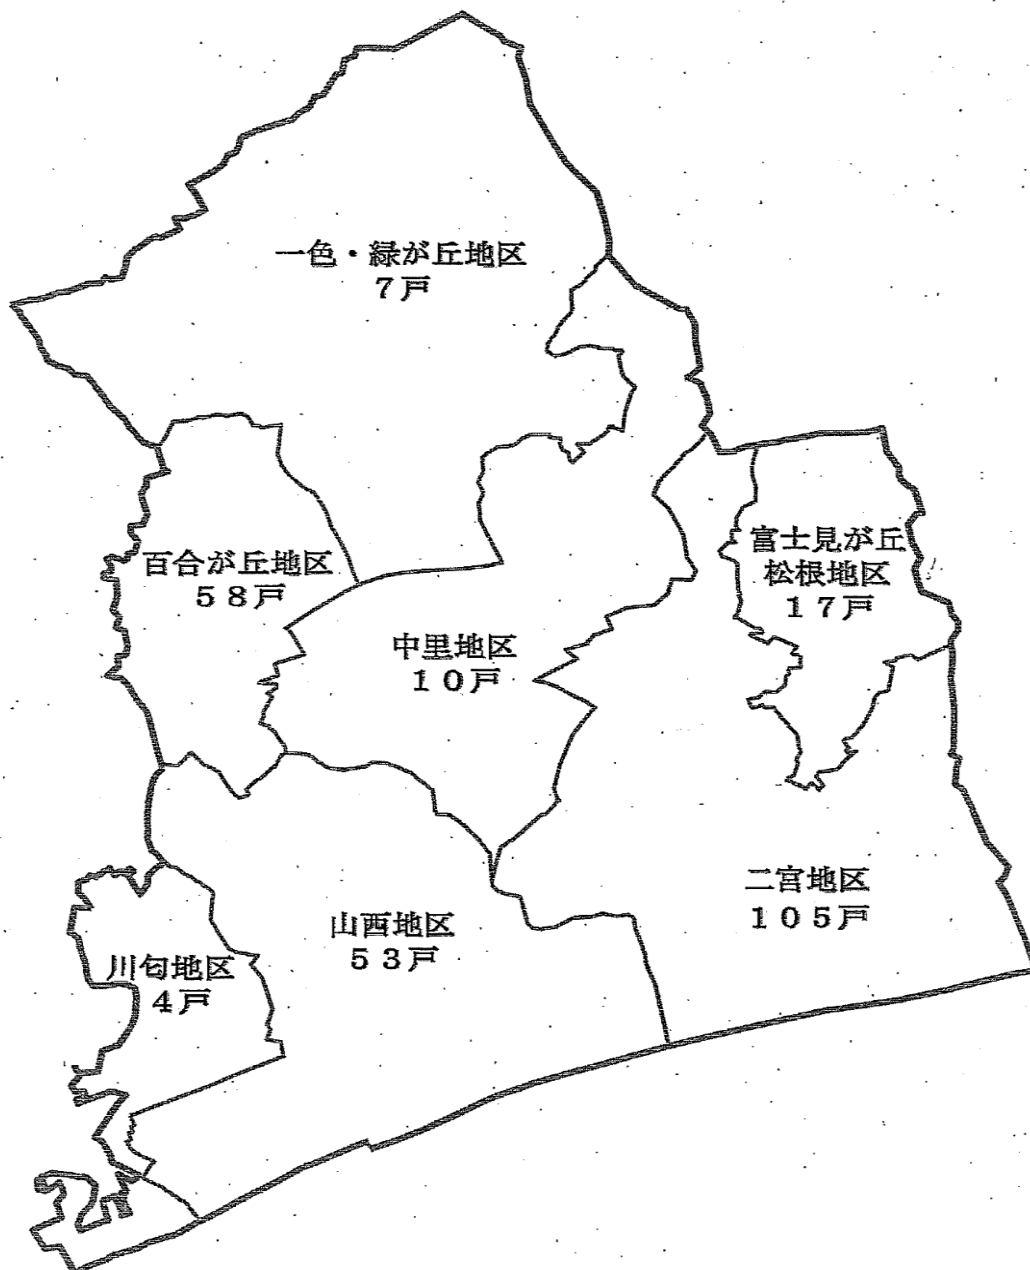 一色・緑が丘地区
７戸
百合が丘地区
５８戸
富士見が丘
松根地区
１７戸
中里地区
１０戸
二宮地区
１０５戸
山西地区
５３戸
川匂地区
４戸